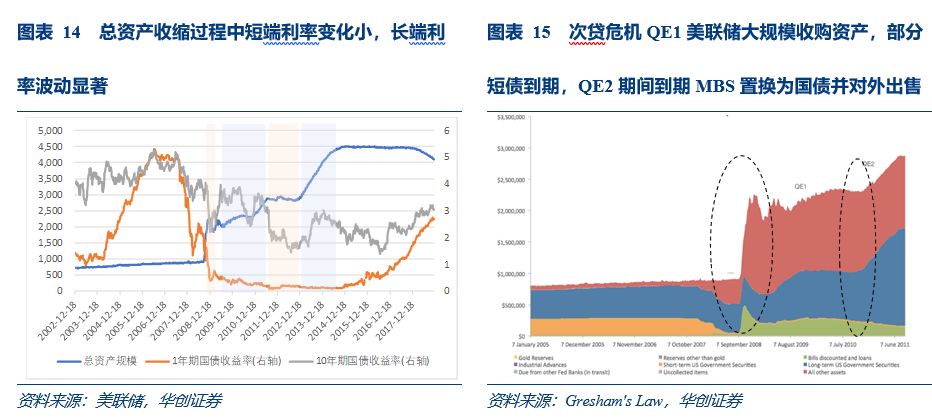 图表 14 总资产收缩过程中短端利率变化小，长端利
率波动显著
5,000
4,500
4,000
3,500
3,000
2,500
2,000
1,500
1,000
500
0
6
5
4
3
2
1
0
2002-12-18
2003-12-18
2004-12-18
2005-12-18
2006-12-18
2007-12-18
2008-12-18
2009-12-18
2010-12-18
2011-12-18
2012-12-18
2013-12-18
2014-12-18
2015-12-18
2016-12-18
2017-12-18
总资产规模
1年期国债收益率(右轴)
10年期国债收益率(右轴)
资料来源：美联储，华创证券
图表 15 次贷危机 QE1 美联储大规模收购资产，部分
短债到期，QE2 期间到期 MBS 置换为国债并对外出售
$3,500,000
$3,000,000
$2,500,000
$2,000,000
$1,500,000
$1,000,000
$500,000
$0
QE1
QE2
7 January 2005
7 December 2005
7 November 2006
7 October 2007
7 September 2008
7 August 2009
7 July 2010
7 June 2011
Gold Reserves
Reserves other than gold
Bills discounted and loans
Industrial Advances
Short-term US Government Securities
Long-term US Government Securities
Due from other Fed Banks (in transit)
Uncollected items
All other assets
资料来源：Gresham's Law，华创证券